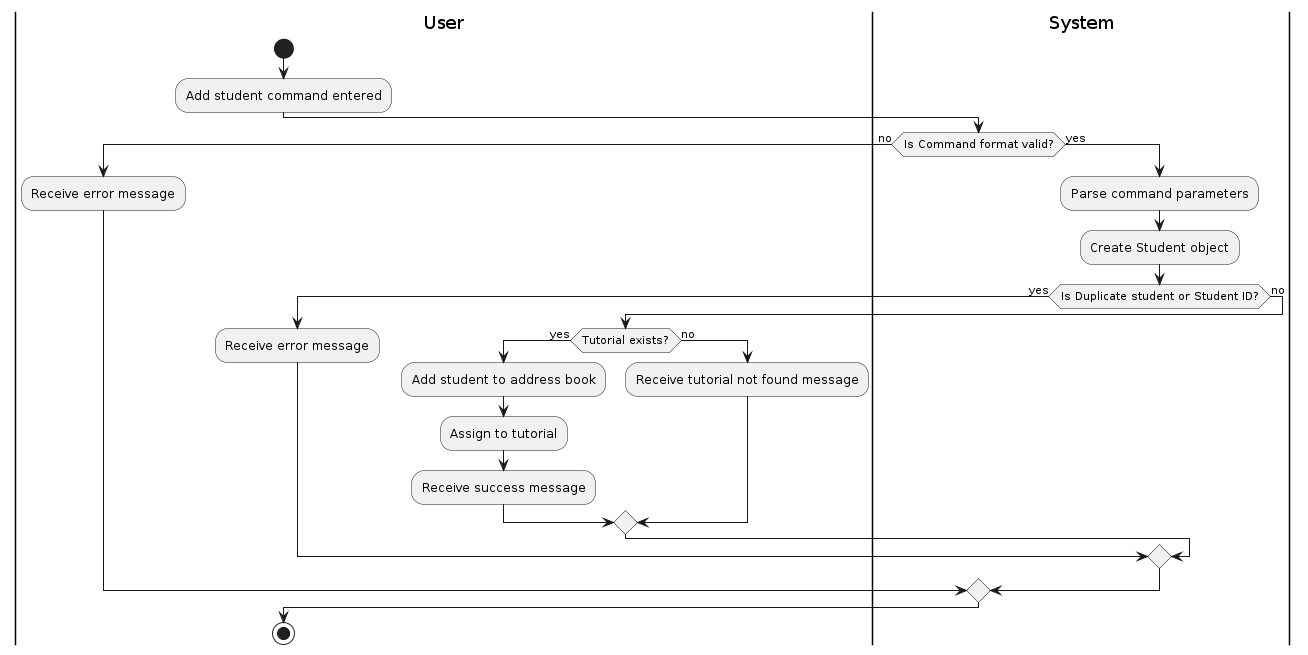 User
System
Add student command entered
no
Is Command format valid?
yes
Receive error message
Parse command parameters
Create Student object
yes
Is Duplicate student or Student ID?
no
Receive error message
yes
Tutorial exists?
no
Add student to address book
Receive tutorial not found message
Assign to tutorial
Receive success message